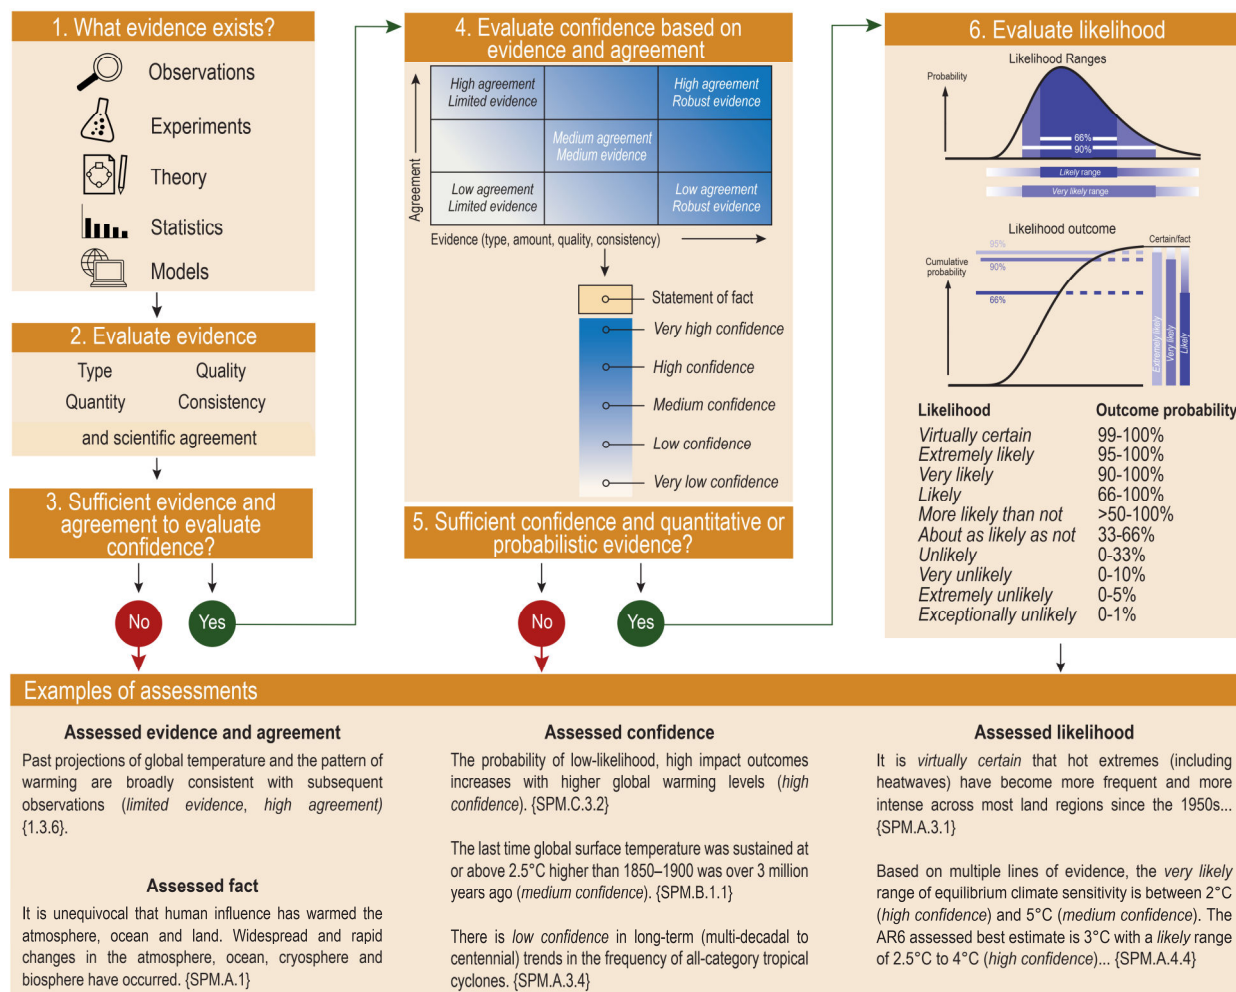 1. What evidence exists?
Observations
Experiments
Theory
Statistics
Models
2. Evaluate evidence
Type
Quality
Quantity
Consistency
and scientific agreement
3. Sufficient evidence and
agreement to evaluate
confidence?
No
Yes
4. Evaluate confidence based on
evidence and agreement
Agreement
High agreement
Limited evidence
High agreement
Robust evidence
Medium agreement
Medium evidence
Low agreement
Limited evidence
Low agreement
Robust evidence
Evidence (type, amount, quality, consistency)
Statement of fact
Very high confidence
High confidence
Medium confidence
Low confidence
Very low confidence
5. Sufficient confidence and quantitative or
probabilistic evidence?
No
Yes
6. Evaluate likelihood
Likelihood Ranges
Probability
66%
90%
Likely range
Very likely range
Likelihood outcome
Cumulative
probability
95%
90%
66%
Certain/fact
Extremely likely
Very likely
Likely
Likelihood Outcome probability
Virtually certain 99-100%
Extremely likely 95-100%
Very likely 90-100%
Likely 66-100%
More likely than not >50-100%
About as likely as not 33-66%
Unlikely 0-33%
Very unlikely 0-10%
Extremely unlikely 0-5%
Exceptionally unlikely 0-1%
Examples of assessments
Assessed evidence and agreement
Past projections of global temperature and the pattern of
warming are broadly consistent with subsequent
observations (limited evidence, high agreement)
{1.3.6}.
Assessed fact
It is unequivocal that human influence has warmed the
atmosphere, ocean and land. Widespread and rapid
changes in the atmosphere, ocean, cryosphere and
biosphere have occurred. {SPM.A.1}
Assessed confidence
The probability of low-likelihood, high impact outcomes
increases with higher global warming levels (high
confidence). {SPM.C.3.2}
The last time global surface temperature was sustained at
or above 2.5°C higher than 1850–1900 was over 3 million
years ago (medium confidence). {SPM.B.1.1}
There is low confidence in long-term (multi-decadal to
centennial) trends in the frequency of all-category tropical
cyclones. {SPM.A.3.4}
Assessed likelihood
It is virtually certain that hot extremes (including
heatwaves) have become more frequent and more
intense across most land regions since the 1950s...
{SPM.A.3.1}
Based on multiple lines of evidence, the very likely
range of equilibrium climate sensitivity is between 2°C
(high confidence) and 5°C (medium confidence). The
AR6 assessed best estimate is 3°C with a likely range
of 2.5°C to 4°C (high confidence)... {SPM.A.4.4}